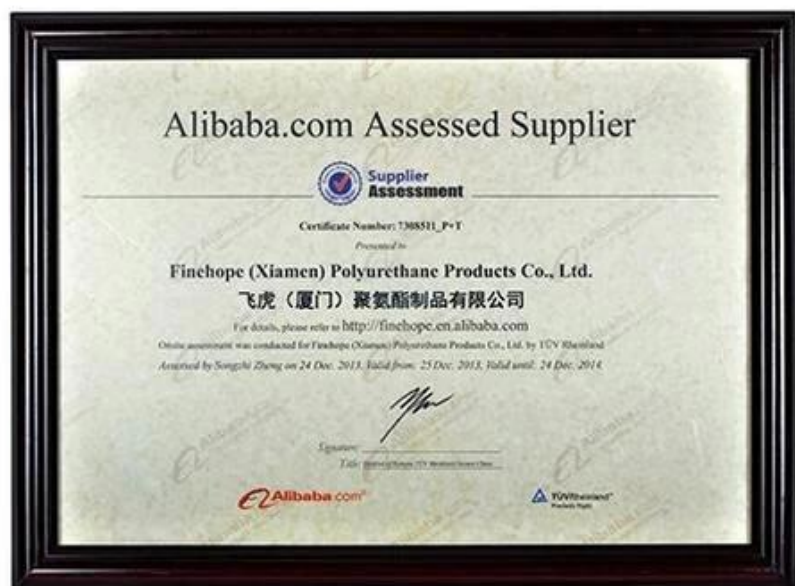 Alibaba.com Assessed Supplier
Supplier
Assessment
Certificate Number: 7308511_P+T
Presented to
Finehope (Xiamen) Polyurethane Products Co., Ltd.
飞虎（厦门）聚氨酯制品有限公司
For details, please refer to http://finehope.en.alibaba.com
Onsite assessment was conducted for Finehope (Xiamen) Polyurethane Products Co., Ltd. by TÜV Rheinland
Assessed by Songzhi Zheng on 24 Dec. 2013, Valid from: 25 Dec. 2013, Valid until: 24 Dec. 2014
Signature:
Title:
Alibaba.com®
TÜVRheinland®
Precisely Right.